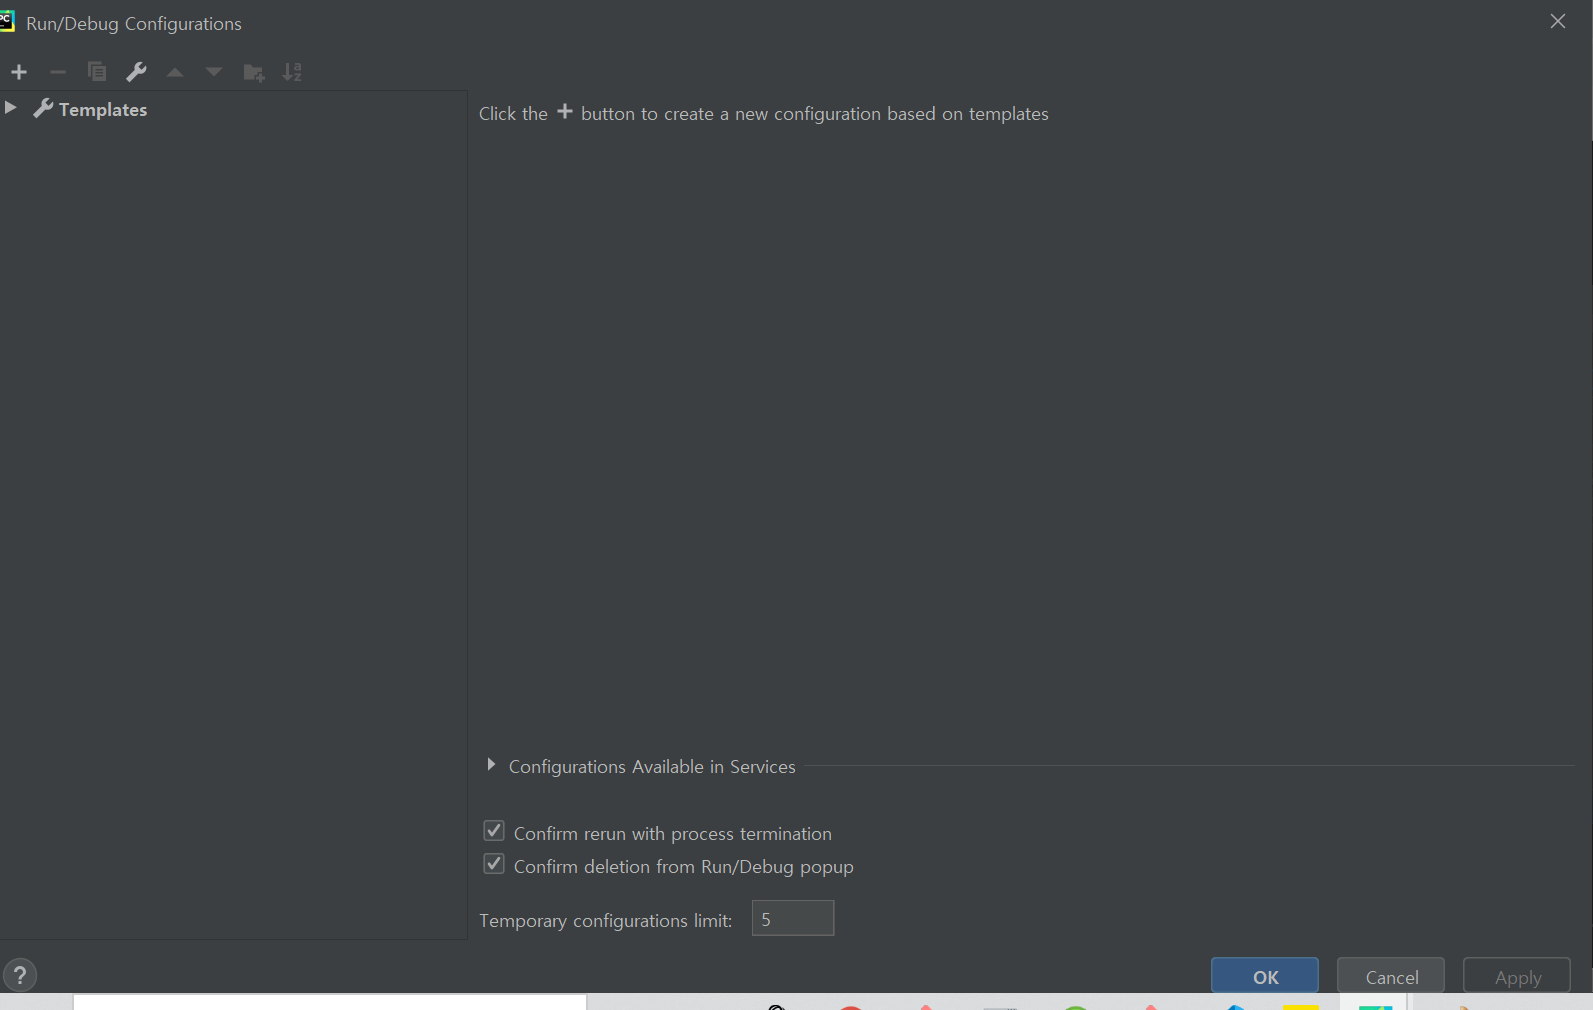 PC
Run/Debug Configurations
Templates
Click the + button to create a new configuration based on templates
Configurations Available in Services
Confirm rerun with process termination
Confirm deletion from Run/Debug popup
Temporary configurations limit: 5
?
OK Cancel Apply